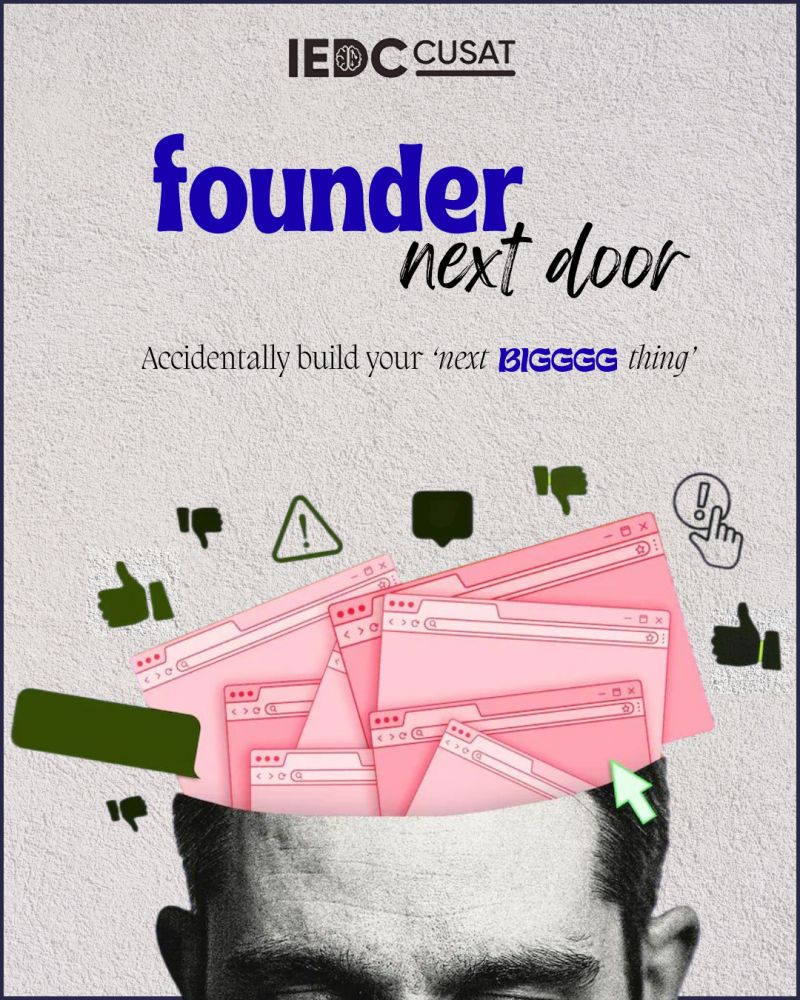 IEDC CUSAT
founder
next door
Accidentally build your ‘next BIGGGG thing’